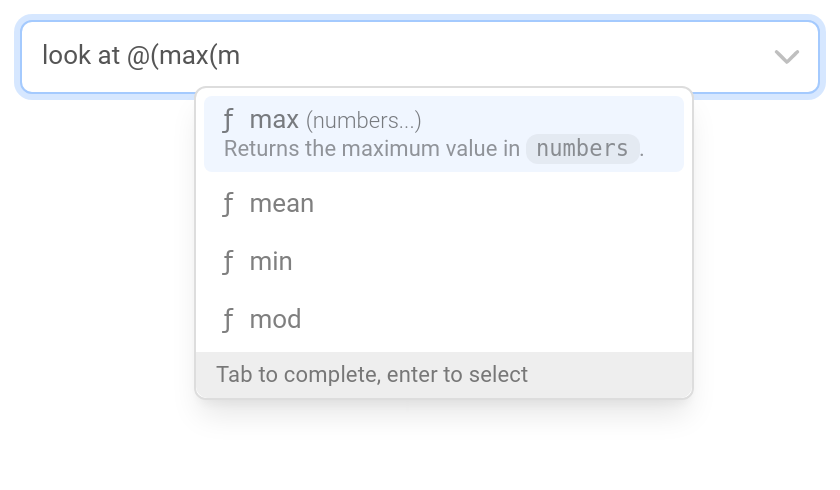 look at @(max(m
ƒ max (numbers...)
Returns the maximum value in numbers .
ƒ mean
ƒ min
ƒ mod
Tab to complete, enter to select